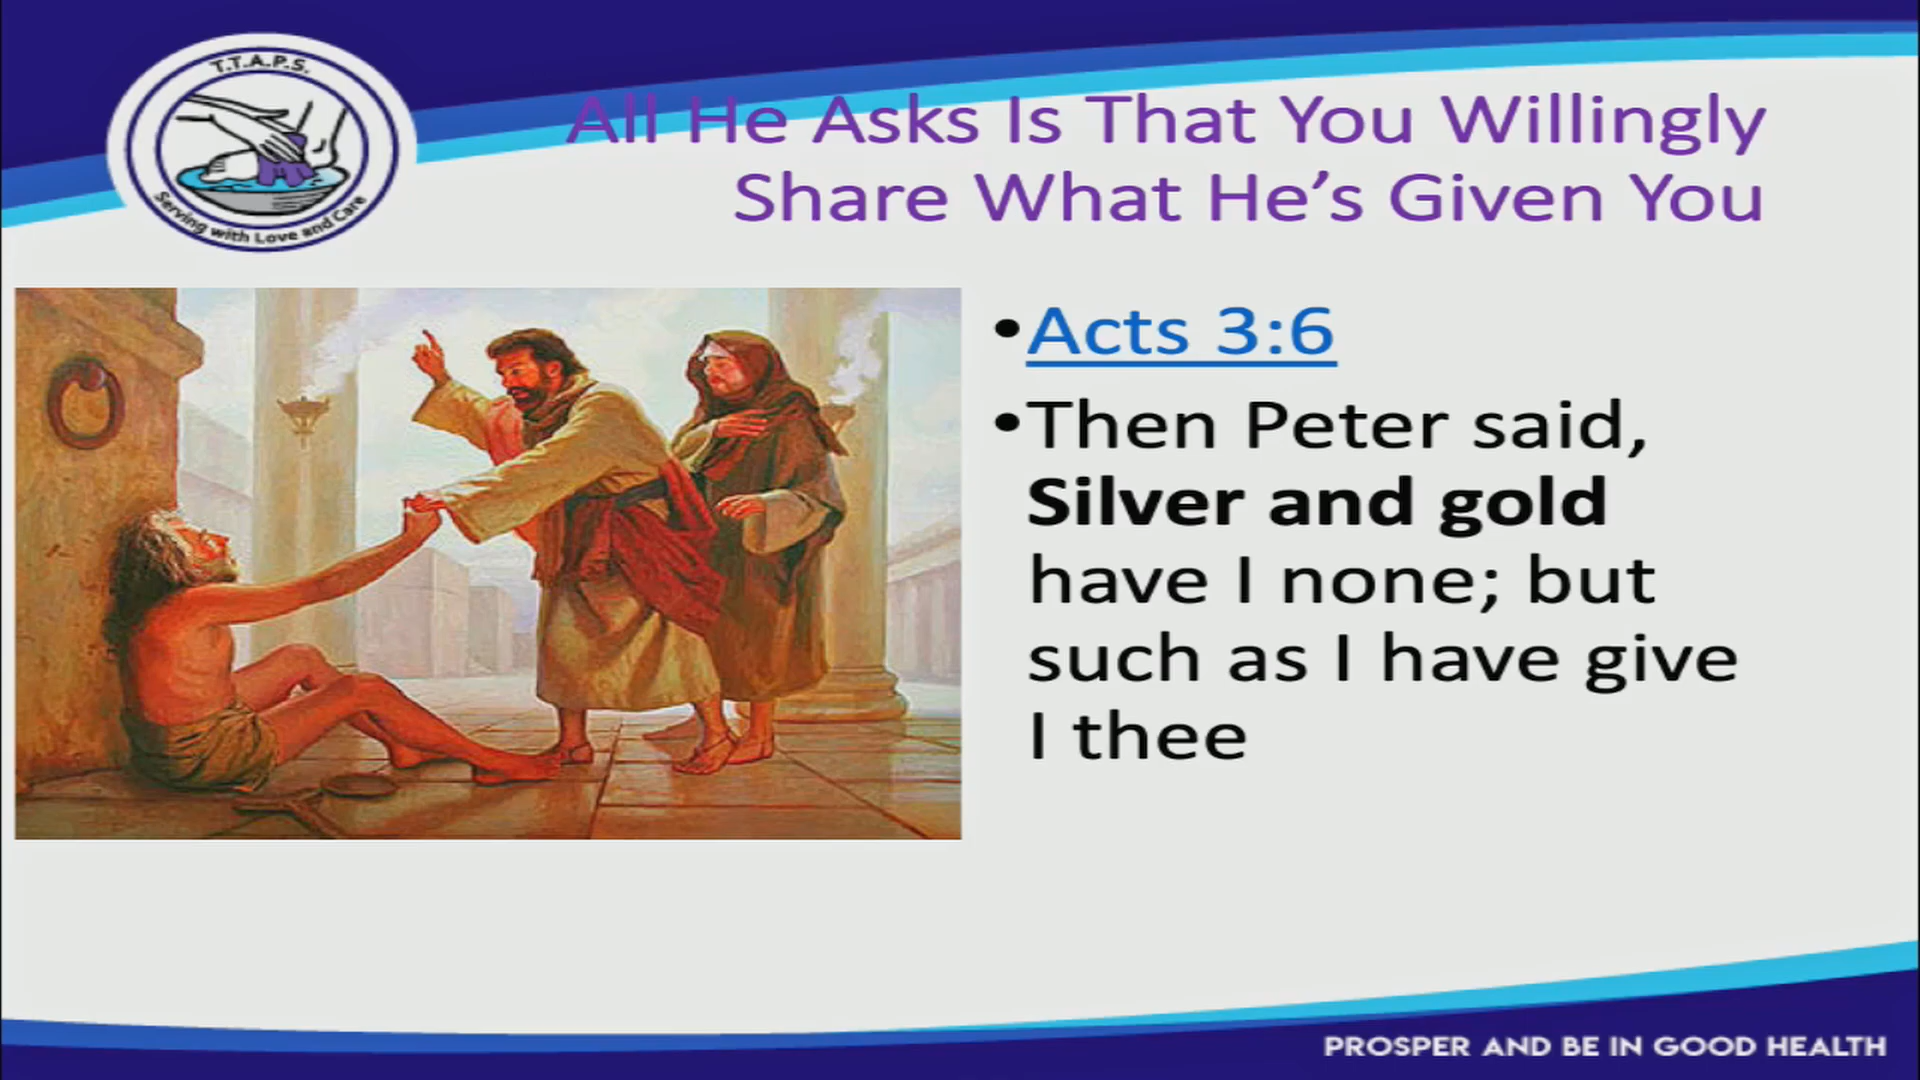 T.T.A.P.S.
Serving with Love and Care
All He Asks Is That You Willingly
Share What He’s Given You
•Acts 3:6
•Then Peter said,
Silver and gold
have I none; but
such as I have give
I thee
PROSPER AND BE IN GOOD HEALTH